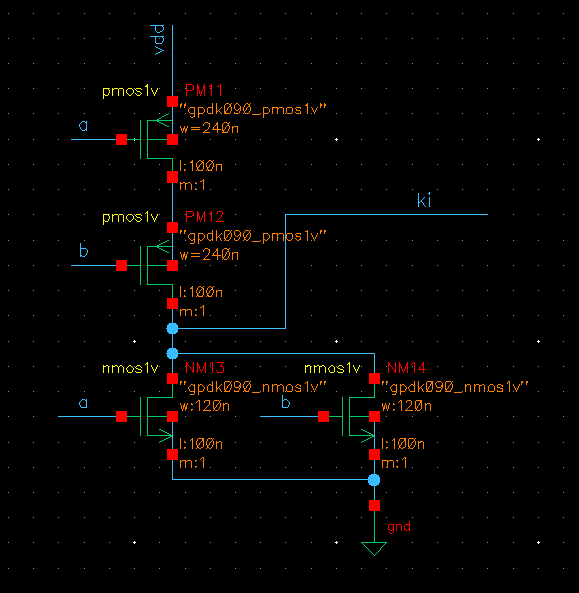 vdd
pmos1v PM11
"gpdk090_pmos1v"
a
w=240n
l:100n
m:1
ki
pmos1v PM12
"gpdk090_pmos1v"
b
w=240n
l:100n
m:1
nmos1v NM13
"gpdk090_nmos1v"
a
w:120n
l:100n
m:1
nmos1v NM14
"gpdk090_nmos1v"
b
w:120n
l:100n
m:1
gnd